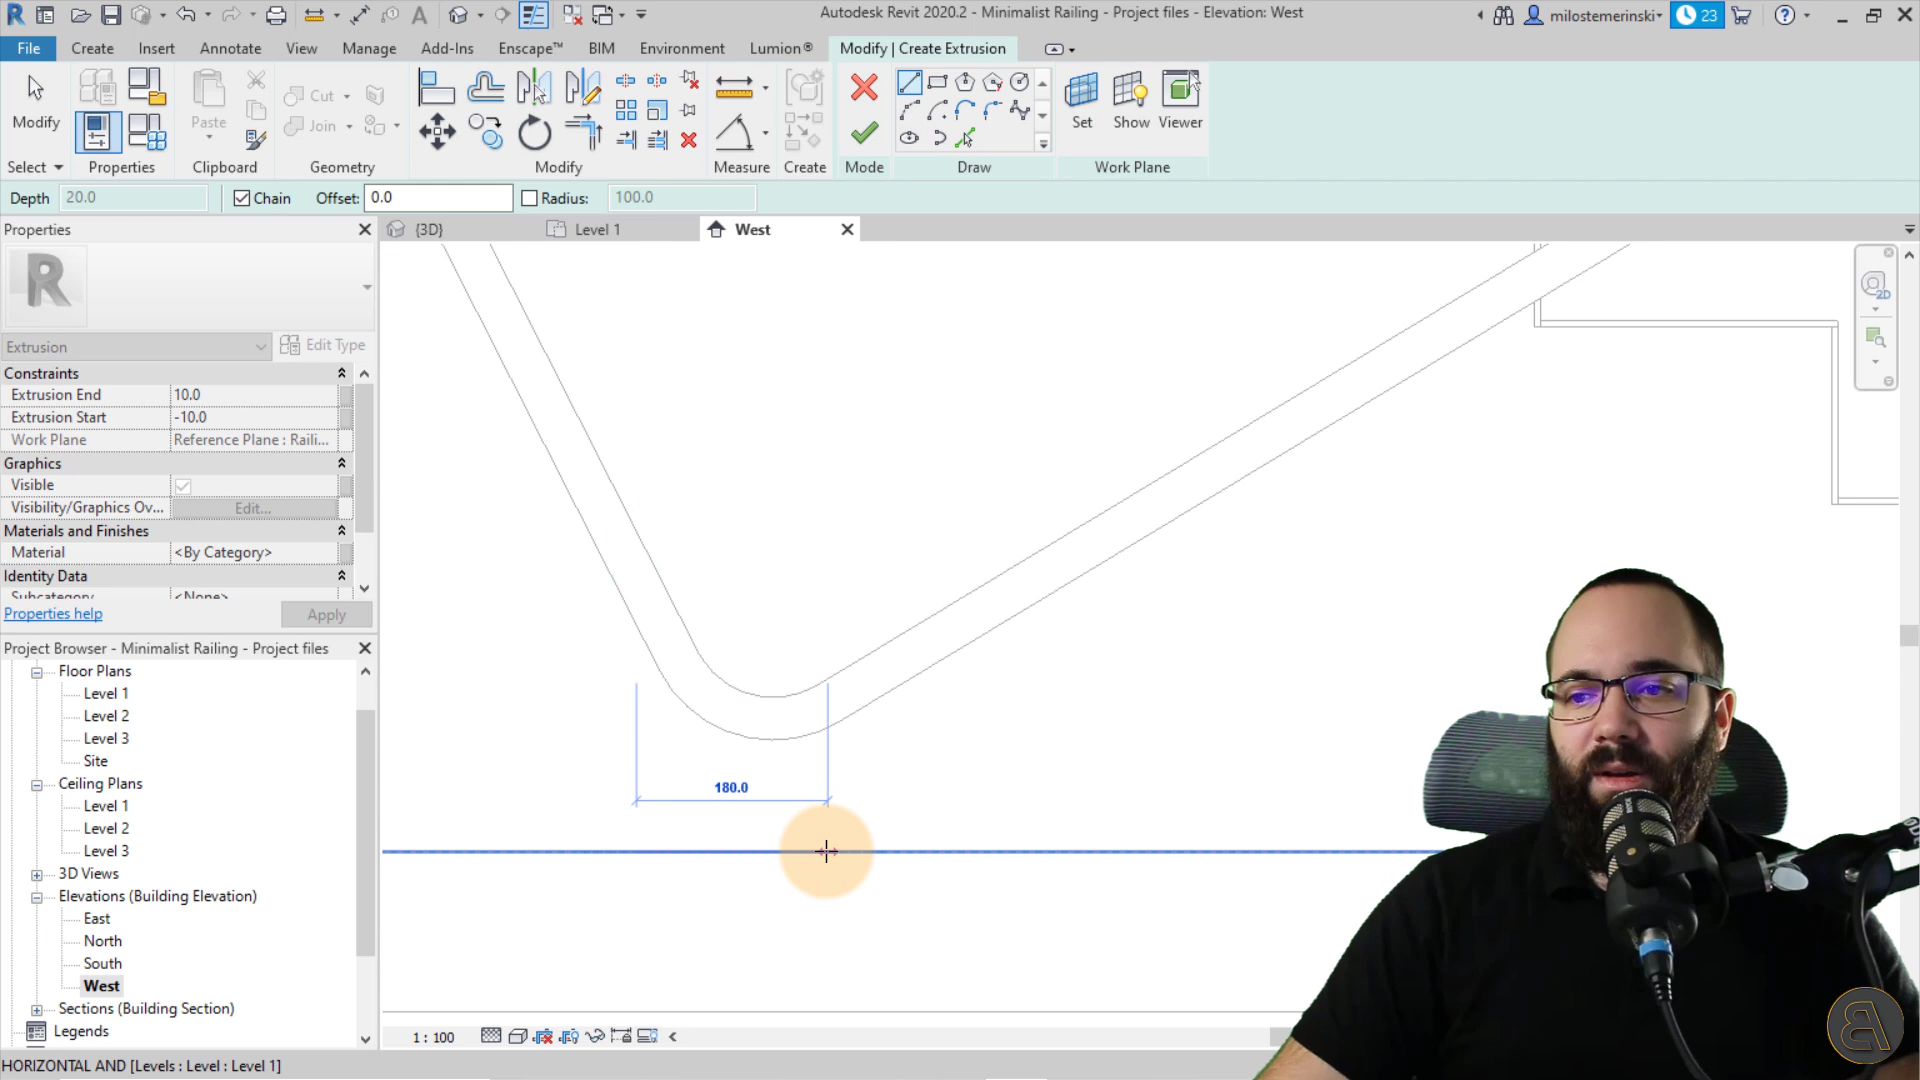 Autodesk Revit 2020.2 - Minimalist Railing - Project files - Elevation: West
milostemerinski
23
File
Create
Insert
Annotate
View
Manage
Add-Ins
Enscape™
BIM
Environment
Lumion®
Modify | Create Extrusion
Modify
Paste
Cut
Join
Set
Show
Viewer
Select
Properties
Clipboard
Geometry
Modify
Measure
Create
Mode
Draw
Work Plane
Depth
20.0
Chain
Offset:
0.0
Radius:
100.0
Properties
{3D}
Level 1
West
R
Extrusion
Edit Type
Constraints
Extrusion End
10.0
Extrusion Start
-10.0
Work Plane
Reference Plane : Raili...
Graphics
Visible
Visibility/Graphics Ov...
Edit...
Materials and Finishes
Material
<By Category>
Identity Data
Subcategory
<None>
Properties help
Apply
Project Browser - Minimalist Railing - Project files
Floor Plans
Level 1
Level 2
Level 3
Site
Ceiling Plans
Level 1
Level 2
Level 3
3D Views
Elevations (Building Elevation)
East
North
South
West
Sections (Building Section)
Legends
180.0
2D
1 : 100
HORIZONTAL AND [Levels : Level : Level 1]